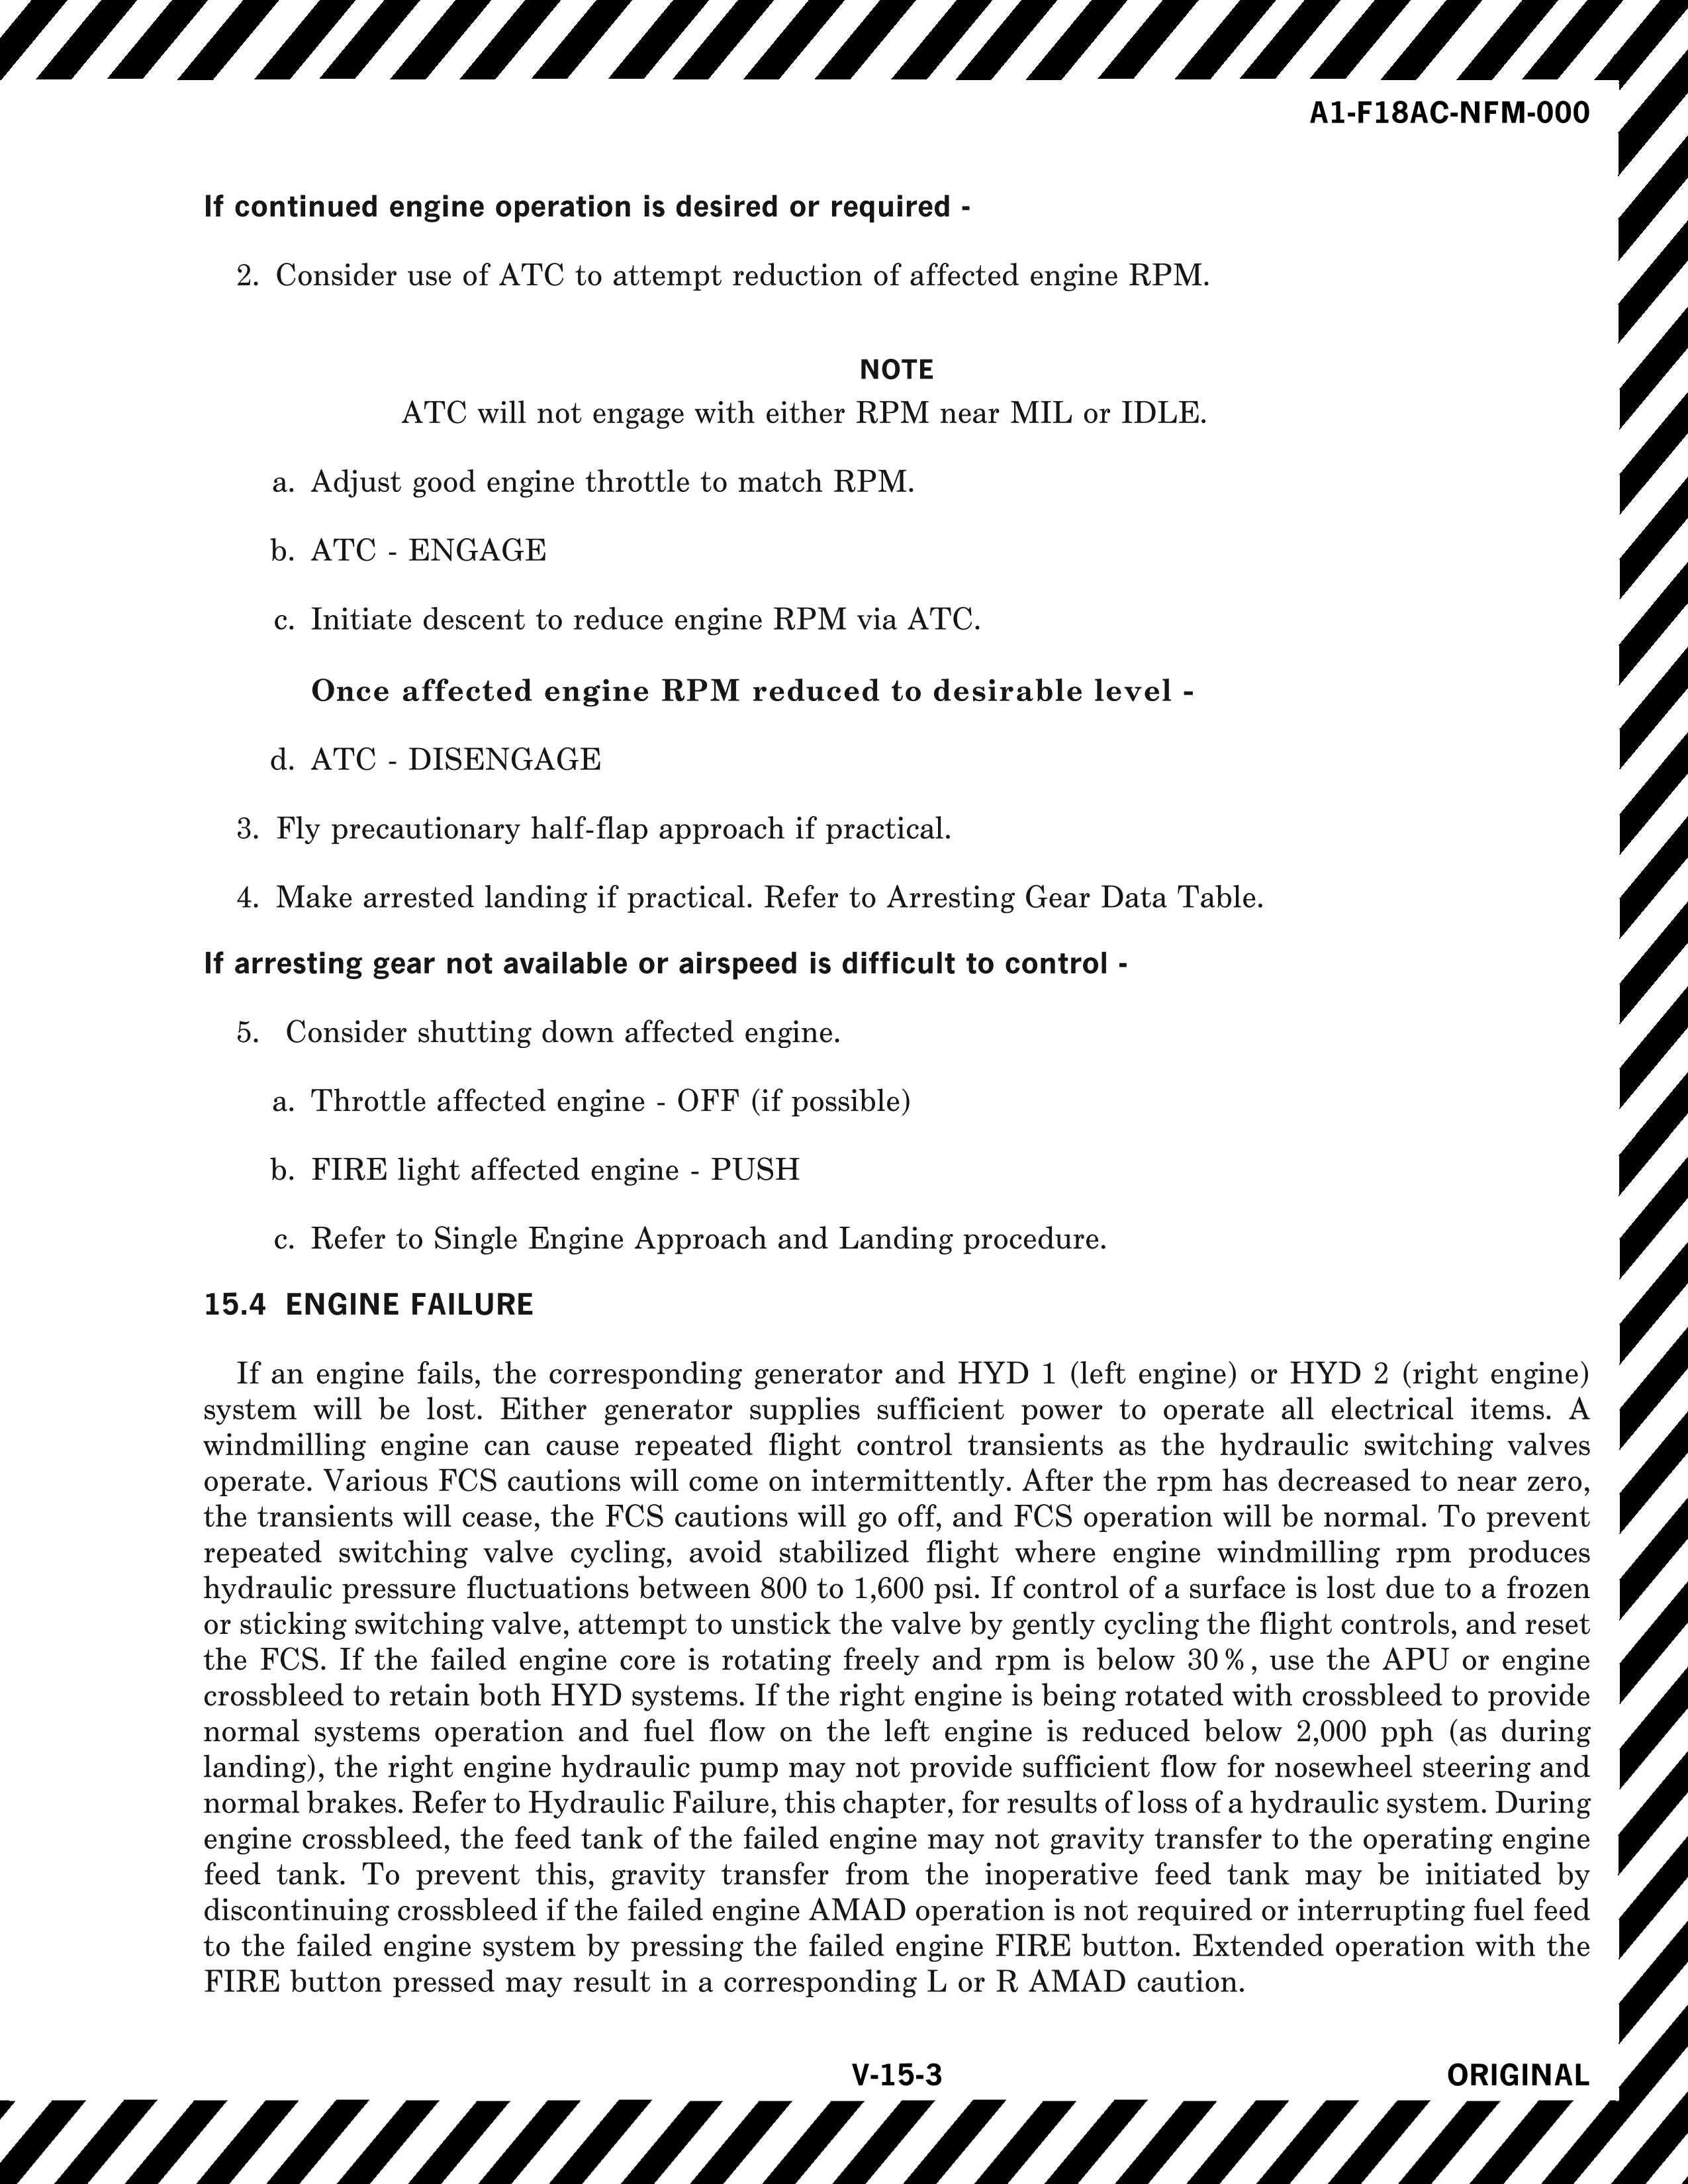 A1-F18AC-NFM-000
If continued engine operation is desired or required -
2. Consider use of ATC to attempt reduction of affected engine RPM.
NOTE
ATC will not engage with either RPM near MIL or IDLE.
a. Adjust good engine throttle to match RPM.
b. ATC - ENGAGE
c. Initiate descent to reduce engine RPM via ATC.
Once affected engine RPM reduced to desirable level -
d. ATC - DISENGAGE
3. Fly precautionary half-flap approach if practical.
4. Make arrested landing if practical. Refer to Arresting Gear Data Table.
If arresting gear not available or airspeed is difficult to control -
5. Consider shutting down affected engine.
a. Throttle affected engine - OFF (if possible)
b. FIRE light affected engine - PUSH
c. Refer to Single Engine Approach and Landing procedure.
15.4 ENGINE FAILURE
If an engine fails, the corresponding generator and HYD 1 (left engine) or HYD 2 (right engine)
system will be lost. Either generator supplies sufficient power to operate all electrical items. A
windmilling engine can cause repeated flight control transients as the hydraulic switching valves
operate. Various FCS cautions will come on intermittently. After the rpm has decreased to near zero,
the transients will cease, the FCS cautions will go off, and FCS operation will be normal. To prevent
repeated switching valve cycling, avoid stabilized flight where engine windmilling rpm produces
hydraulic pressure fluctuations between 800 to 1,600 psi. If control of a surface is lost due to a frozen
or sticking switching valve, attempt to unstick the valve by gently cycling the flight controls, and reset
the FCS. If the failed engine core is rotating freely and rpm is below 30%, use the APU or engine
crossbleed to retain both HYD systems. If the right engine is being rotated with crossbleed to provide
normal systems operation and fuel flow on the left engine is reduced below 2,000 pph (as during
landing), the right engine hydraulic pump may not provide sufficient flow for nosewheel steering and
normal brakes. Refer to Hydraulic Failure, this chapter, for results of loss of a hydraulic system. During
engine crossbleed, the feed tank of the failed engine may not gravity transfer to the operating engine
feed tank. To prevent this, gravity transfer from the inoperative feed tank may be initiated by
discontinuing crossbleed if the failed engine AMAD operation is not required or interrupting fuel feed
to the failed engine system by pressing the failed engine FIRE button. Extended operation with the
FIRE button pressed may result in a corresponding L or R AMAD caution.
V-15-3
ORIGINAL